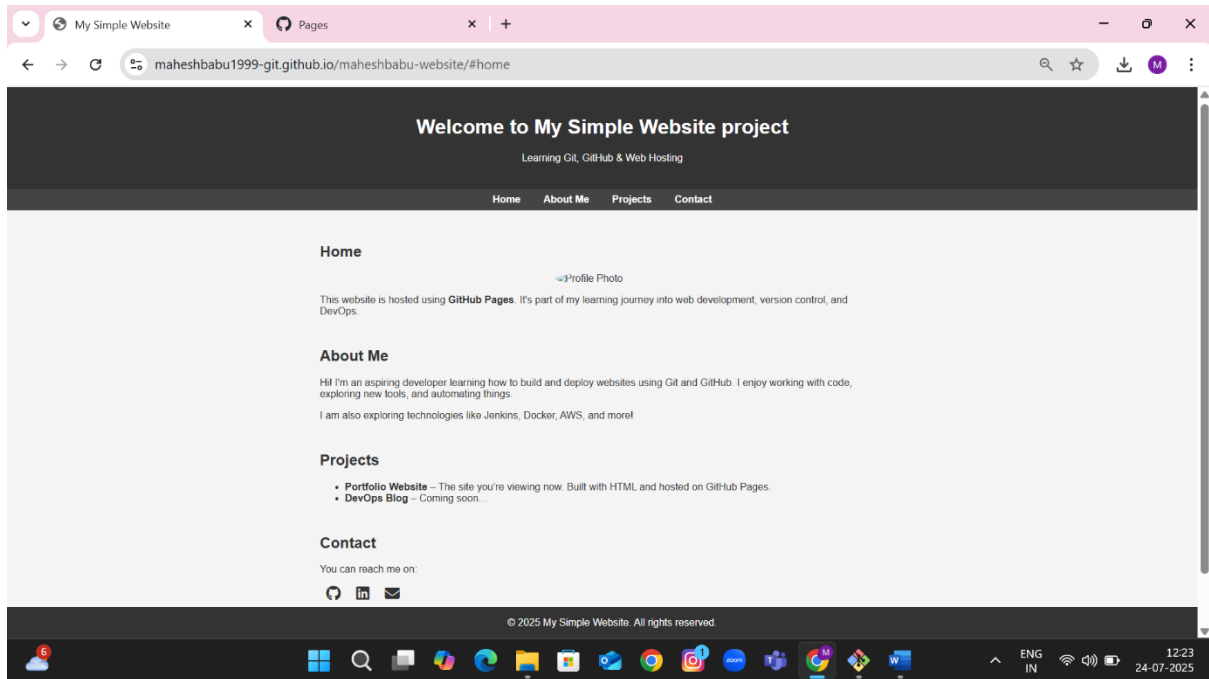 My Simple Website
Pages
maheshbabu1999-git.github.io/maheshbabu-website/#home
M
Welcome to My Simple Website project
Learning Git, GitHub & Web Hosting
Home About Me Projects Contact
Home
Profile Photo
This website is hosted using GitHub Pages. It's part of my learning journey into web development, version control, and
DevOps.
About Me
Hi! I'm an aspiring developer learning how to build and deploy websites using Git and GitHub. I enjoy working with code,
exploring new tools, and automating things.
I am also exploring technologies like Jenkins, Docker, AWS, and more!
Projects
• Portfolio Website – The site you're viewing now. Built with HTML and hosted on GitHub Pages.
• DevOps Blog – Coming soon...
Contact
You can reach me on:
in
© 2025 My Simple Website. All rights reserved.
6
1
zoom
M
W
ENG
IN
12:23
24-07-2025